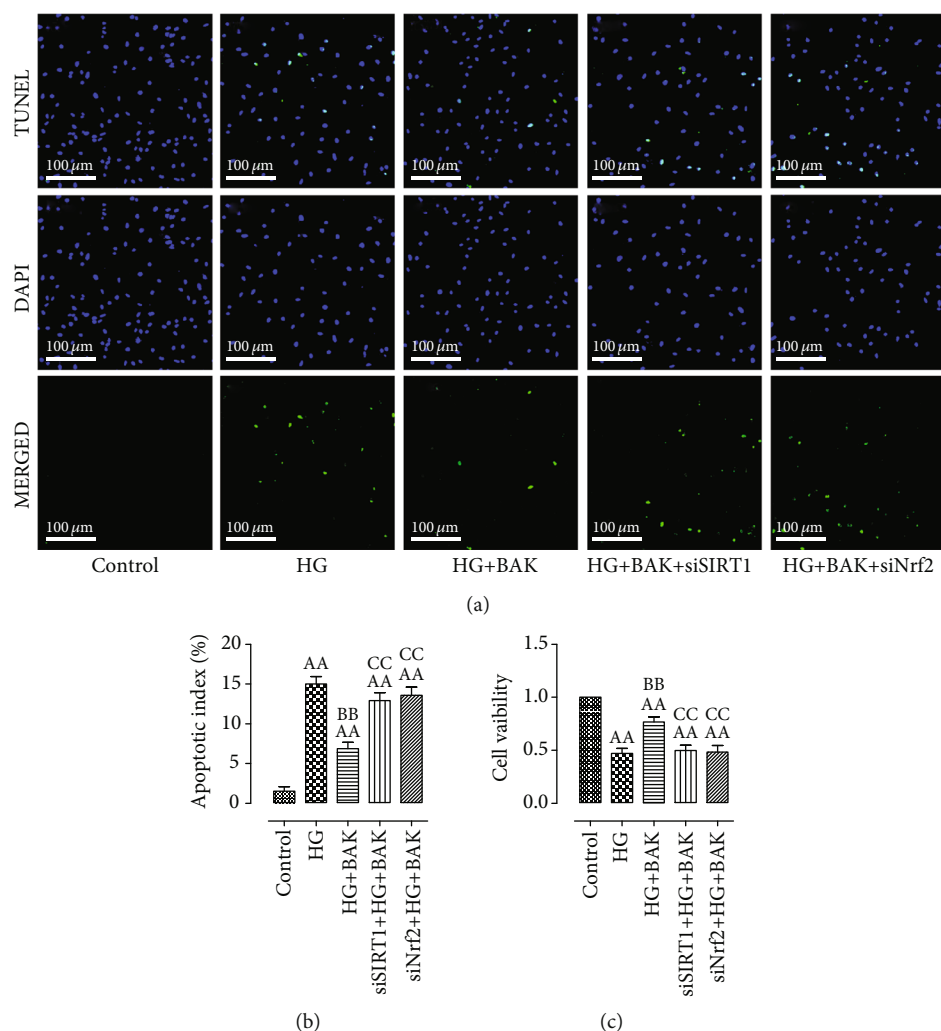 TUNEL
100 μm
100 μm
100 μm
100 μm
100 μm
DAPI
100 μm
100 μm
100 μm
100 μm
100 μm
MERGED
100 μm
100 μm
100 μm
100 μm
100 μm
Control
HG
HG+BAK
HG+BAK+siSIRT1
HG+BAK+siNrf2
(a)
Apoptotic index (%)
20
15
10
5
0
AA
BB
AA
CC
AA
CC
AA
Control
HG
HG+BAK
siSIRT1+HG+BAK
siNrf2+HG+BAK
(b)
Cell vaibility
1.5
1.0
0.5
0.0
AA
BB
AA
CC
AA
CC
AA
Control
HG
HG+BAK
siSIRT1+HG+BAK
siNrf2+HG+BAK
(c)